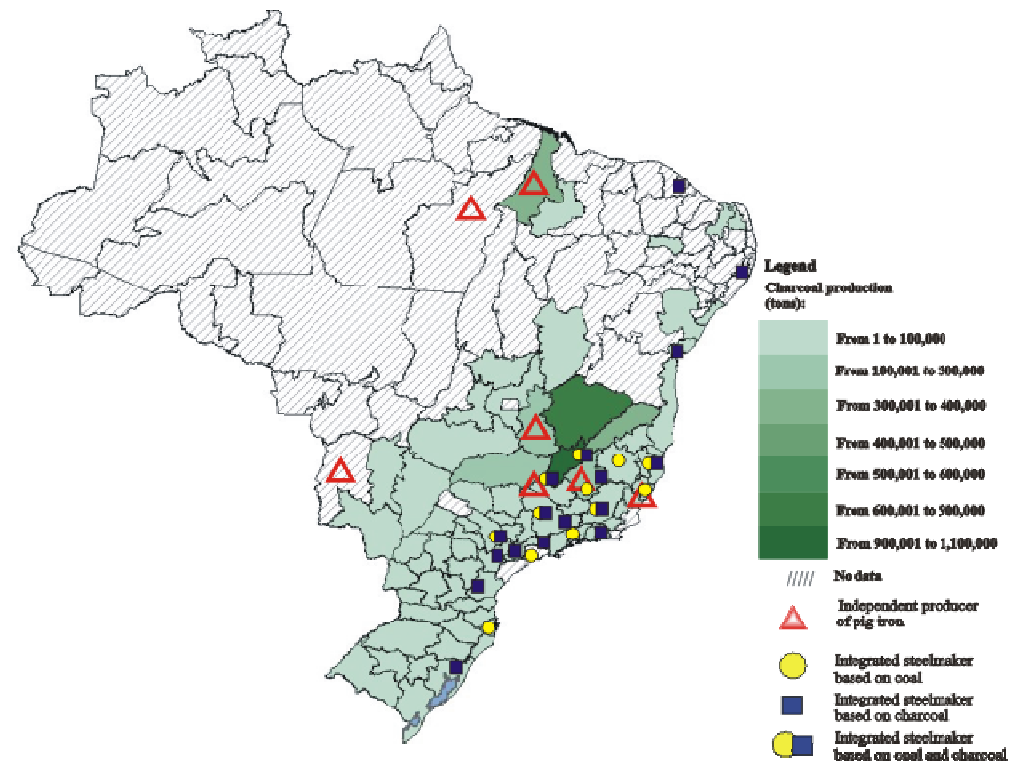 Legend
Charcoal production
(tons):
From 1 to 100,000
From 100,001 to 300,000
From 300,001 to 400,000
From 400,001 to 500,000
From 500,001 to 600,000
From 600,001 to 900,000
From 900,001 to 1,100,000
No data
Independent producer
of pig iron
Integrated steelmaker
based on coal
Integrated steelmaker
based on charcoal
Integrated steelmaker
based on coal and charcoal